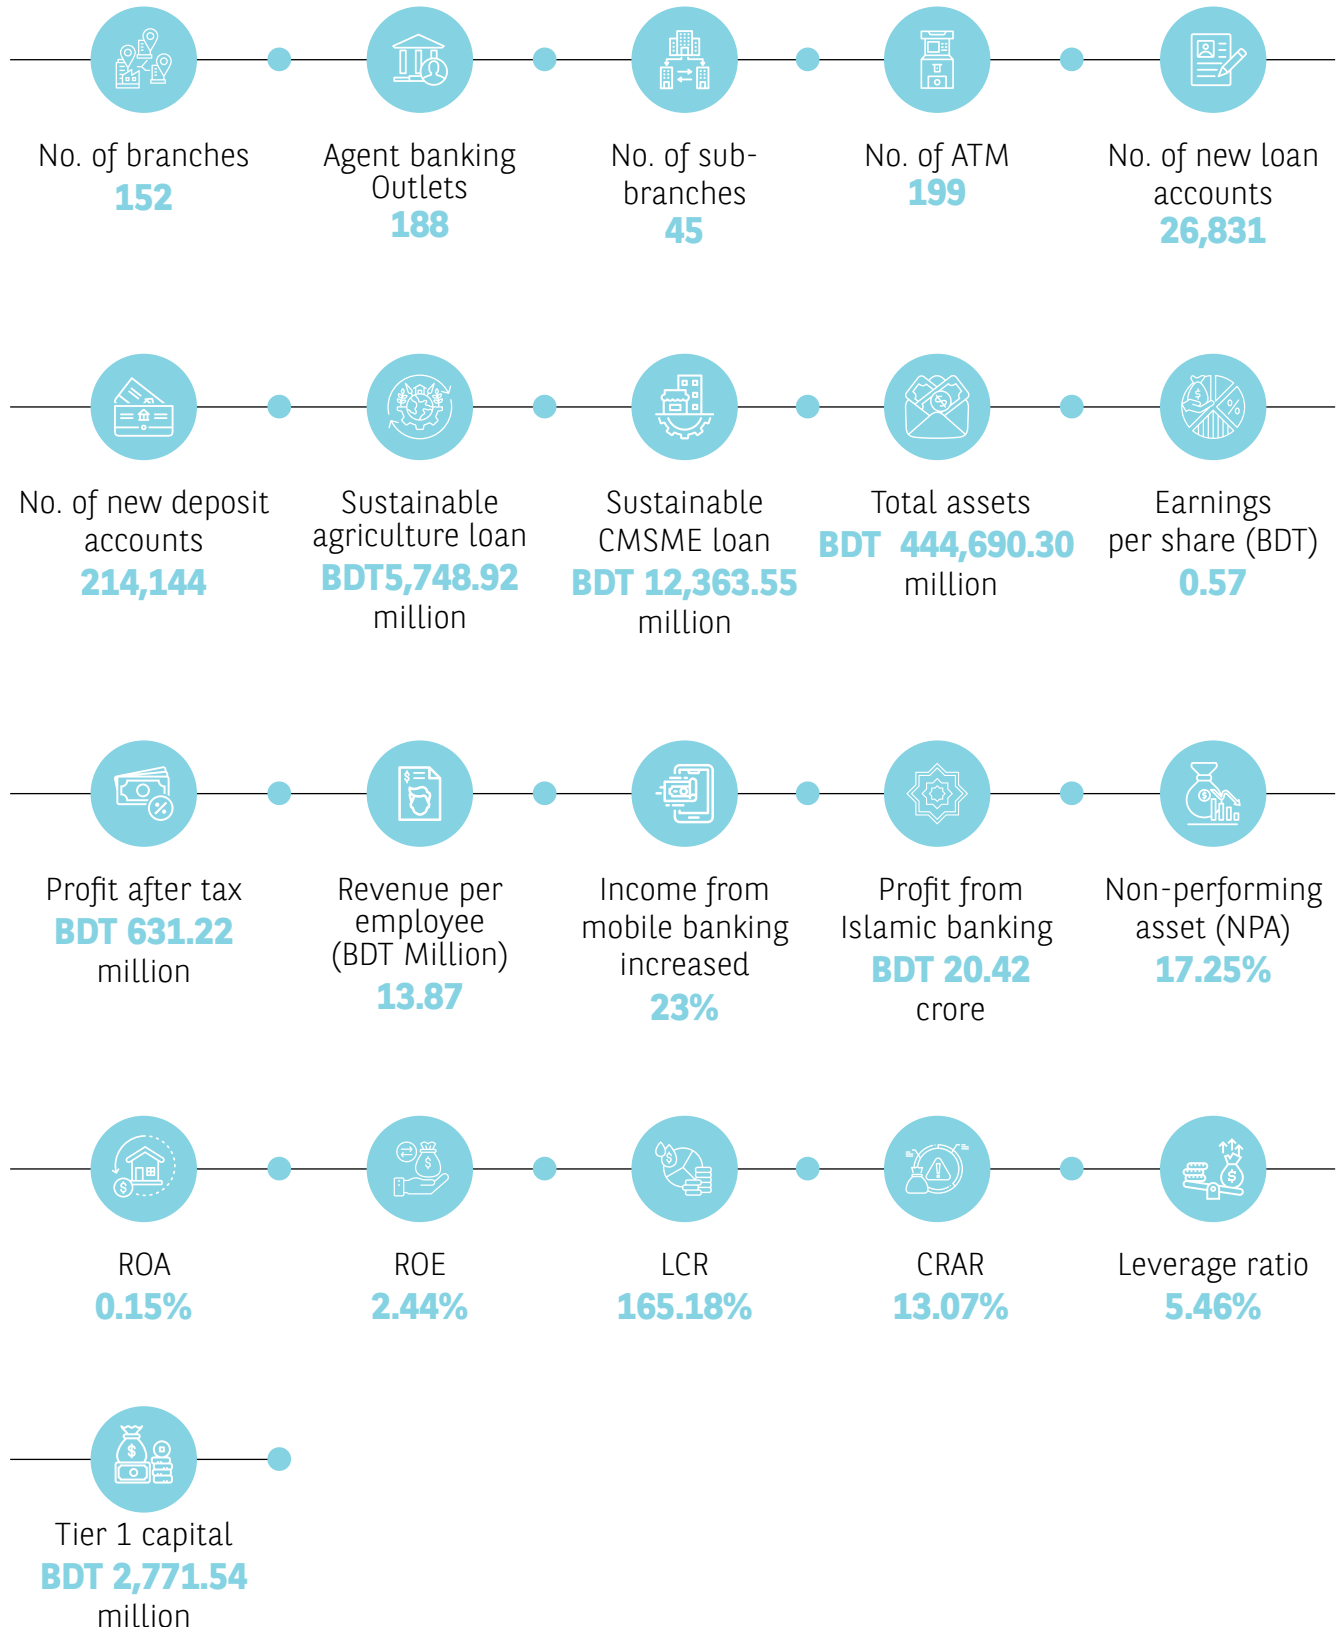 No. of branches
152
Agent banking
Outlets
188
No. of sub-
branches
45
No. of ATM
199
No. of new loan
accounts
26,831
No. of new deposit
accounts
214,144
Sustainable
agriculture loan
BDT5,748.92
million
Sustainable
CMSME loan
BDT 12,363.55
million
Total assets
BDT 444,690.30
million
Earnings
per share (BDT)
0.57
Profit after tax
BDT 631.22
million
Revenue per
employee
(BDT Million)
13.87
Income from
mobile banking
increased
23%
Profit from
Islamic banking
BDT 20.42
crore
Non-performing
asset (NPA)
17.25%
ROA
0.15%
ROE
2.44%
LCR
165.18%
CRAR
13.07%
Leverage ratio
5.46%
Tier 1 capital
BDT 2,771.54
million